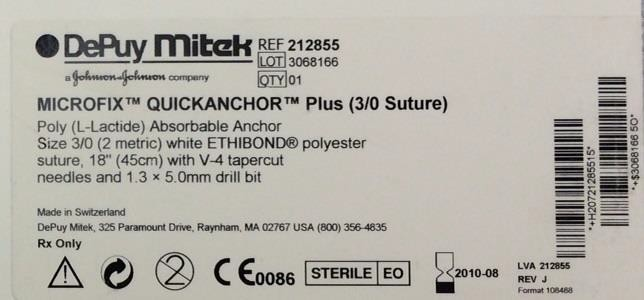 DePuy Mitek
a Johnson & Johnson company
REF 212855
LOT 3068166
QTY 01
MICROFIX™ QUICKANCHOR™ Plus (3/0 Suture)
Poly (L-Lactide) Absorbable Anchor
Size 3/0 (2 metric) white ETHIBOND® polyester
suture, 18" (45cm) with V-4 tapercut
needles and 1.3 × 5.0mm drill bit
Made in Switzerland
DePuy Mitek, 325 Paramount Drive, Raynham, MA 02767 USA (800) 356-4835
Rx Only
2
CE0086
STERILE EO
2010-08
LVA 212855
REV J
Format 108468
*+H20721285515*
*+$3068166 5O*